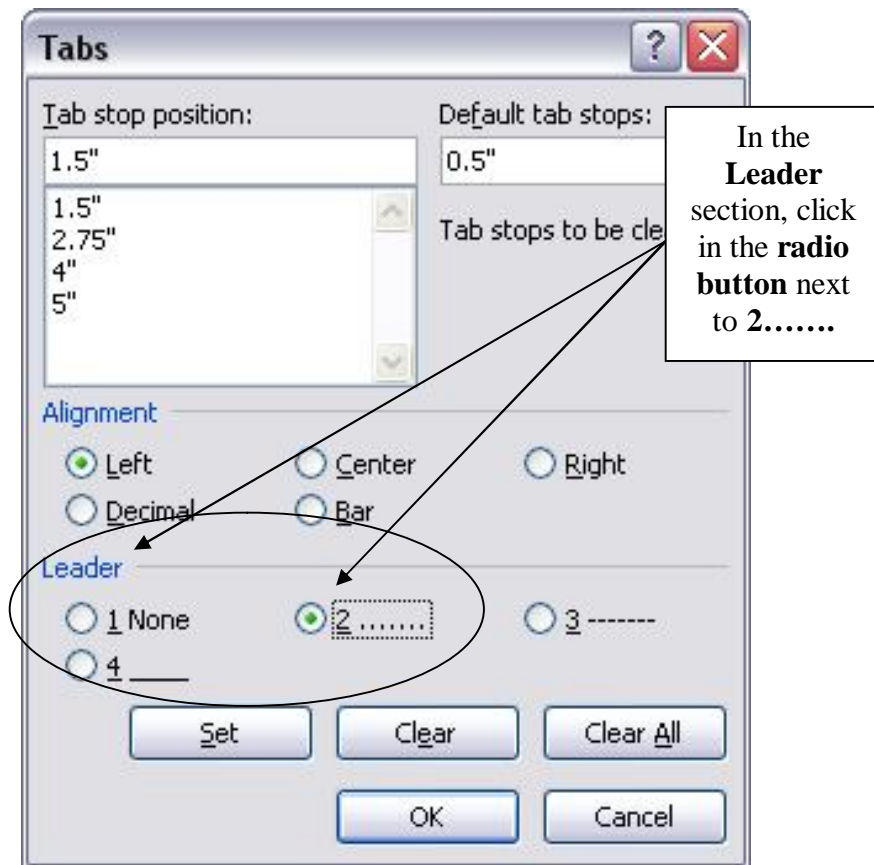 Tabs
?
Tab stop position:
Default tab stops:
1.5"
0.5"
1.5"
2.75"
4"
5"
Tab stops to be cle
In the
Leader
section, click
in the radio
button next
to 2…….
Alignment
Left
Center
Right
Decimal
Bar
Leader
1 None
2 .......
3 -------
4 ____
Set
Clear
Clear All
OK
Cancel